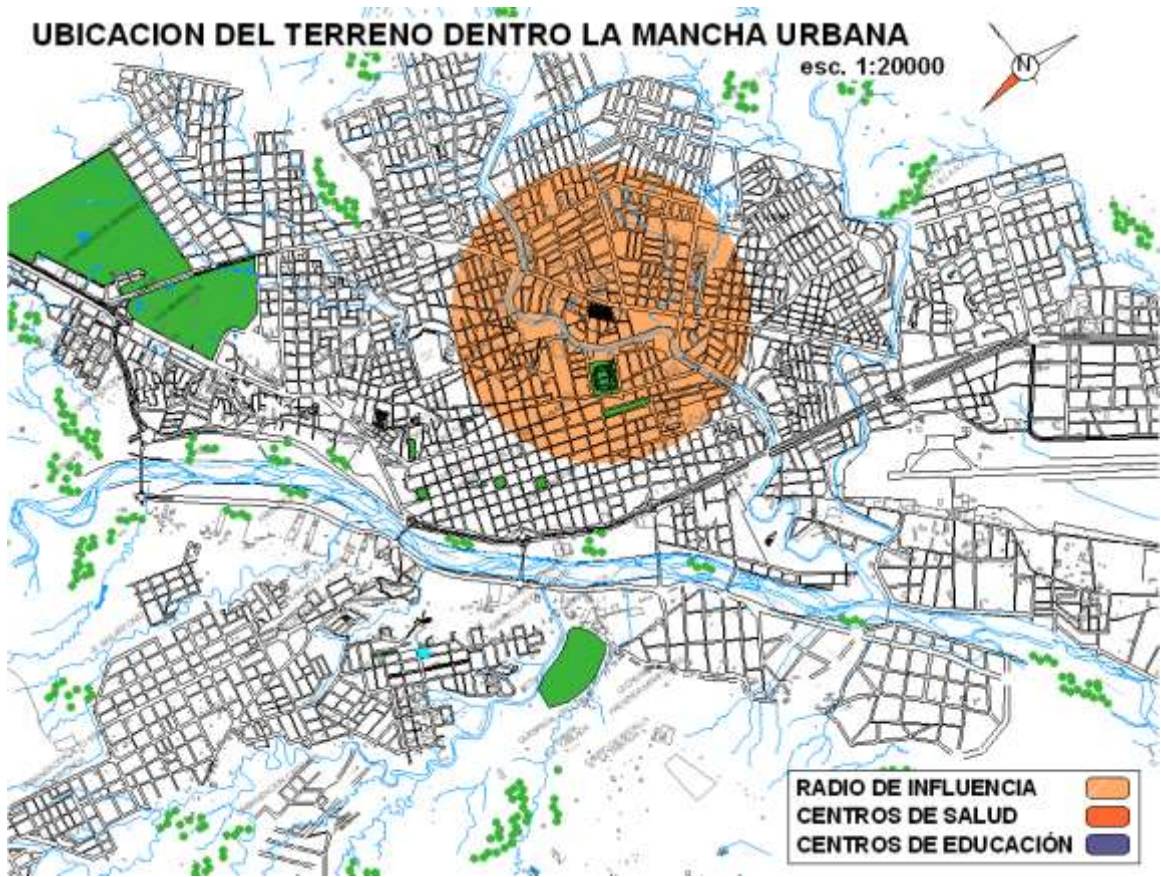 UBICACION DEL TERRENO DENTRO LA MANCHA URBANA
esc. 1:20000
N
RADIO DE INFLUENCIA
CENTROS DE SALUD
CENTROS DE EDUCACIÓN